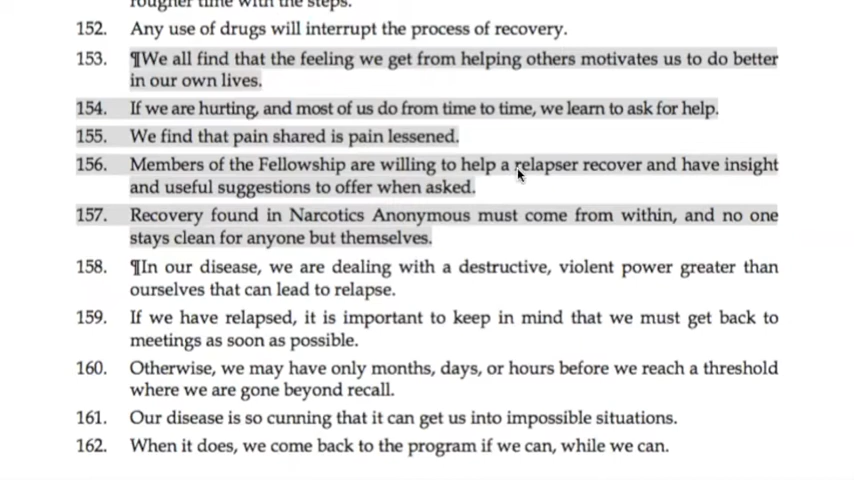 rougher time with the steps.
152. Any use of drugs will interrupt the process of recovery.
153. ¶We all find that the feeling we get from helping others motivates us to do better
in our own lives.
154. If we are hurting, and most of us do from time to time, we learn to ask for help.
155. We find that pain shared is pain lessened.
156. Members of the Fellowship are willing to help a relapser recover and have insight
and useful suggestions to offer when asked.
157. Recovery found in Narcotics Anonymous must come from within, and no one
stays clean for anyone but themselves.
158. ¶In our disease, we are dealing with a destructive, violent power greater than
ourselves that can lead to relapse.
159. If we have relapsed, it is important to keep in mind that we must get back to
meetings as soon as possible.
160. Otherwise, we may have only months, days, or hours before we reach a threshold
where we are gone beyond recall.
161. Our disease is so cunning that it can get us into impossible situations.
162. When it does, we come back to the program if we can, while we can.